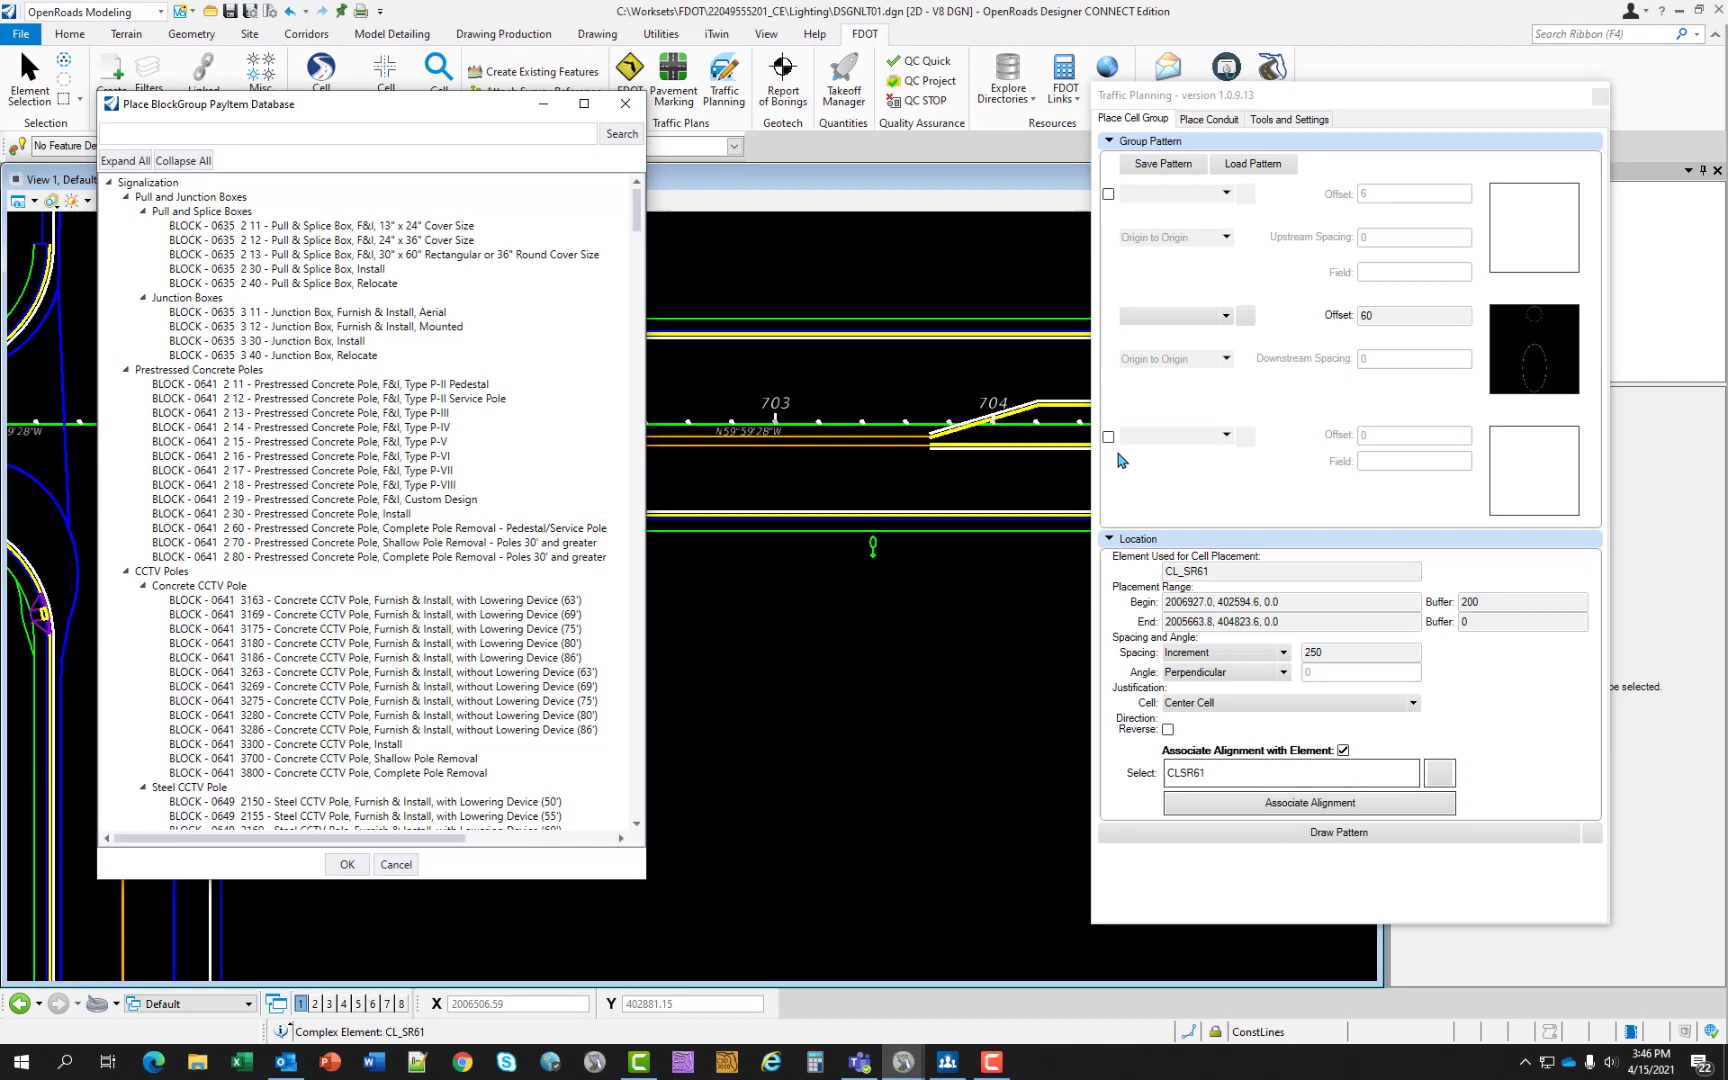 OpenRoads Modeling
C:\Worksets\FDOT\22049555201_CE\Lighting\DSGNLT01.dgn [2D - V8 DGN] - OpenRoads Designer CONNECT Edition
File Home Terrain Geometry Site Corridors Model Detailing Drawing Production Drawing Utilities iTwin View Help FDOT
Search Ribbon (F4)
Element Selection
Create Existing Features
Pavement Marking
Traffic Planning
Report of Borings
Takeoff Manager
QC Quick
QC Project
QC STOP
Explore Directories
FDOT Links
Selection Traffic Plans Geotech Quantities Quality Assurance Resources
No Feature De
View 1, Default
Place BlockGroup PayItem Database
Search
Expand All Collapse All
Signalization
Pull and Junction Boxes
Pull and Splice Boxes
BLOCK - 0635 2 11 - Pull & Splice Box, F&I, 13" x 24" Cover Size
BLOCK - 0635 2 12 - Pull & Splice Box, F&I, 24" x 36" Cover Size
BLOCK - 0635 2 13 - Pull & Splice Box, F&I, 30" x 60" Rectangular or 36" Round Cover Size
BLOCK - 0635 2 30 - Pull & Splice Box, Install
BLOCK - 0635 2 40 - Pull & Splice Box, Relocate
Junction Boxes
BLOCK - 0635 3 11 - Junction Box, Furnish & Install, Aerial
BLOCK - 0635 3 12 - Junction Box, Furnish & Install, Mounted
BLOCK - 0635 3 30 - Junction Box, Install
BLOCK - 0635 3 40 - Junction Box, Relocate
Prestressed Concrete Poles
BLOCK - 0641 2 11 - Prestressed Concrete Pole, F&I, Type P-II Pedestal
BLOCK - 0641 2 12 - Prestressed Concrete Pole, F&I, Type P-II Service Pole
BLOCK - 0641 2 13 - Prestressed Concrete Pole, F&I, Type P-III
BLOCK - 0641 2 14 - Prestressed Concrete Pole, F&I, Type P-IV
BLOCK - 0641 2 15 - Prestressed Concrete Pole, F&I, Type P-V
BLOCK - 0641 2 16 - Prestressed Concrete Pole, F&I, Type P-VI
BLOCK - 0641 2 17 - Prestressed Concrete Pole, F&I, Type P-VII
BLOCK - 0641 2 18 - Prestressed Concrete Pole, F&I, Type P-VIII
BLOCK - 0641 2 19 - Prestressed Concrete Pole, F&I, Custom Design
BLOCK - 0641 2 30 - Prestressed Concrete Pole, Install
BLOCK - 0641 2 60 - Prestressed Concrete Pole, Complete Pole Removal - Pedestal/Service Pole
BLOCK - 0641 2 70 - Prestressed Concrete Pole, Shallow Pole Removal - Poles 30' and greater
BLOCK - 0641 2 80 - Prestressed Concrete Pole, Complete Pole Removal - Poles 30' and greater
CCTV Poles
Concrete CCTV Pole
BLOCK - 0641 3163 - Concrete CCTV Pole, Furnish & Install, with Lowering Device (63')
BLOCK - 0641 3169 - Concrete CCTV Pole, Furnish & Install, with Lowering Device (69')
BLOCK - 0641 3175 - Concrete CCTV Pole, Furnish & Install, with Lowering Device (75')
BLOCK - 0641 3180 - Concrete CCTV Pole, Furnish & Install, with Lowering Device (80')
BLOCK - 0641 3186 - Concrete CCTV Pole, Furnish & Install, with Lowering Device (86')
BLOCK - 0641 3263 - Concrete CCTV Pole, Furnish & Install, without Lowering Device (63')
BLOCK - 0641 3269 - Concrete CCTV Pole, Furnish & Install, without Lowering Device (69')
BLOCK - 0641 3275 - Concrete CCTV Pole, Furnish & Install, without Lowering Device (75')
BLOCK - 0641 3280 - Concrete CCTV Pole, Furnish & Install, without Lowering Device (80')
BLOCK - 0641 3286 - Concrete CCTV Pole, Furnish & Install, without Lowering Device (86')
BLOCK - 0641 3300 - Concrete CCTV Pole, Install
BLOCK - 0641 3700 - Concrete CCTV Pole, Shallow Pole Removal
BLOCK - 0641 3800 - Concrete CCTV Pole, Complete Pole Removal
Steel CCTV Pole
BLOCK - 0649 2150 - Steel CCTV Pole, Furnish & Install, with Lowering Device (50')
BLOCK - 0649 2155 - Steel CCTV Pole, Furnish & Install, with Lowering Device (55')
OK Cancel
9'28"W
703
704
N59°59'28"W
Traffic Planning - version 1.0.9.13
Place Cell Group Place Conduit Tools and Settings
Group Pattern
Save Pattern Load Pattern
Offset: 6
Origin to Origin Upstream Spacing: 0
Field:
Offset: 60
Origin to Origin Downstream Spacing: 0
Offset: 0
Field:
Location
Element Used for Cell Placement:
CL_SR61
Placement Range:
Begin: 2006927.0, 402594.6, 0.0 Buffer: 200
End: 2005663.8, 404823.6, 0.0 Buffer: 0
Spacing and Angle:
Spacing: Increment 250
Angle: Perpendicular 0
Justification:
Cell: Center Cell
Direction
Reverse:
Associate Alignment with Element:
Select: CLSR61
Associate Alignment
Draw Pattern
be selected.
Default 1 2 3 4 5 6 7 8 X 2006506.59 Y 402881.15
Complex Element: CL_SR61
ConstLines
3:46 PM
4/15/2021
22